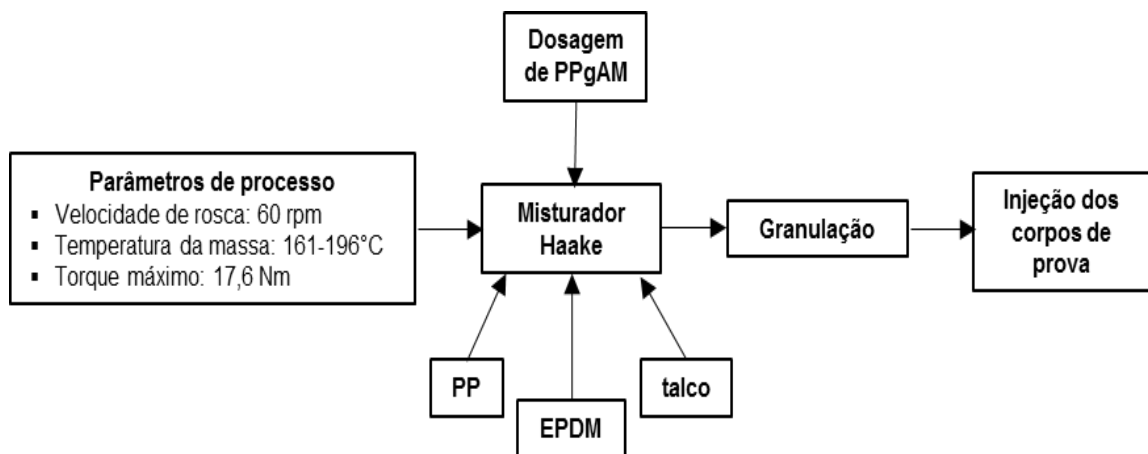 Dosagem
de PPgAM
Parâmetros de processo
▪ Velocidade de rosca: 60 rpm
▪ Temperatura da massa: 161-196°C
▪ Torque máximo: 17,6 Nm
Misturador
Haake
Granulação
Injeção dos
corpos de
prova
PP
EPDM
talco